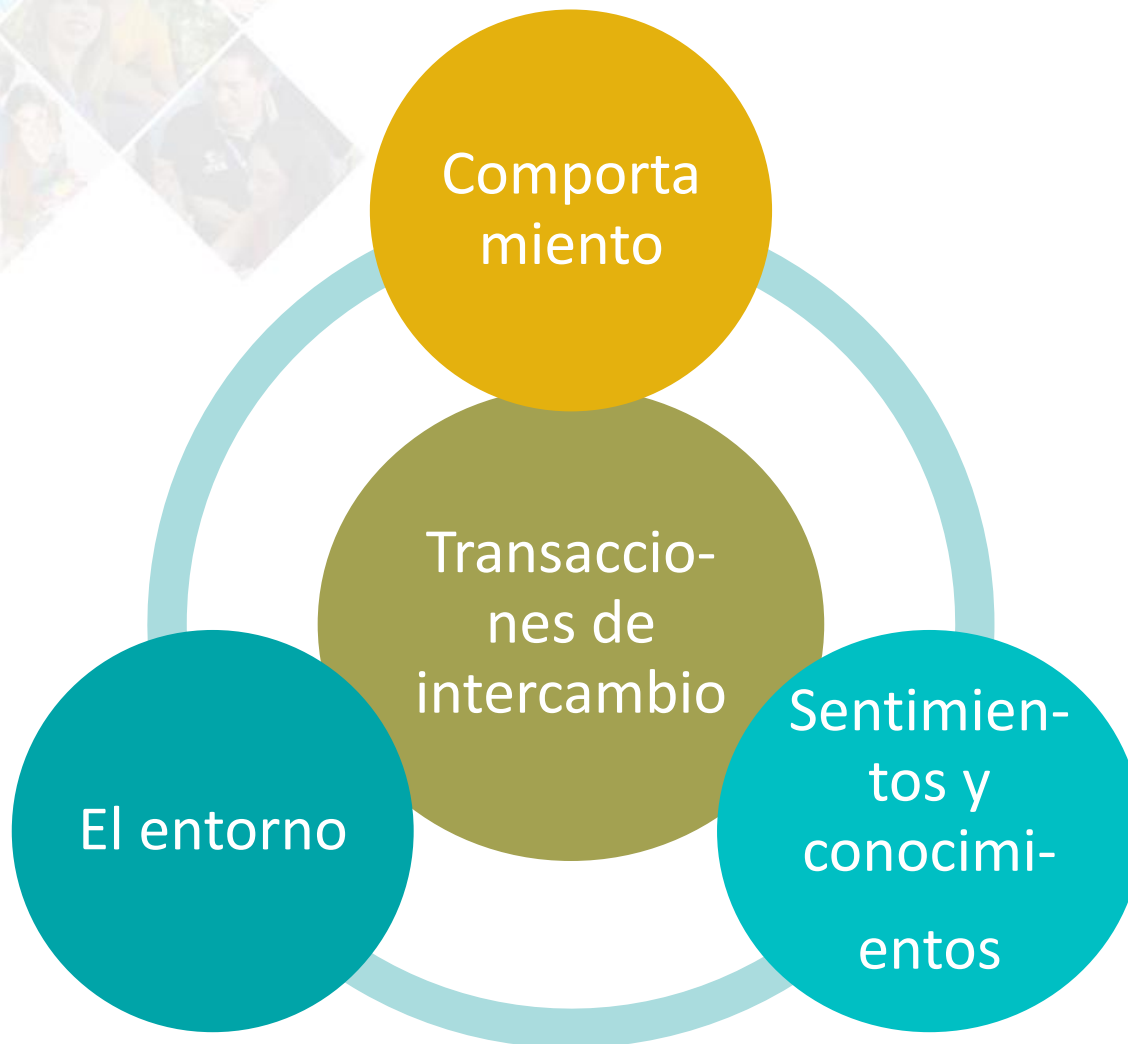 Comporta
miento
Transaccio-
nes de
intercambio
El entorno
Sentimien-
tos y
conocimi-
entos